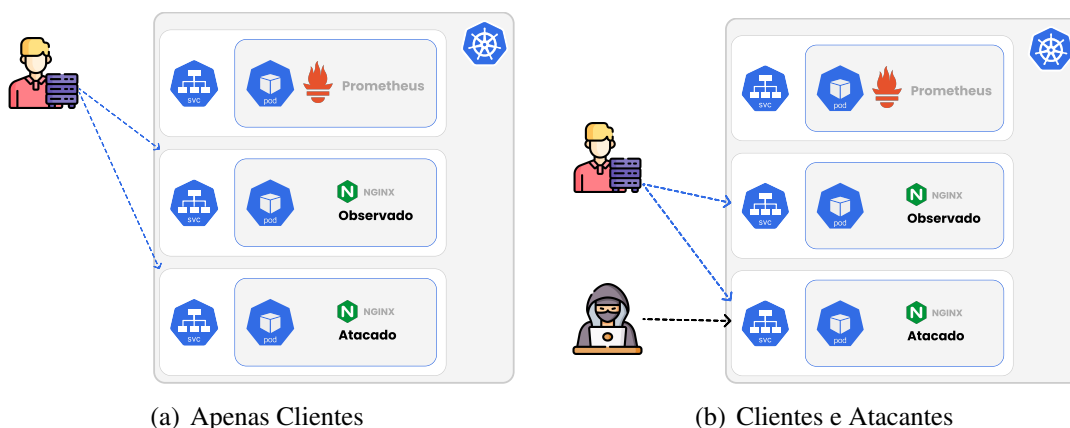 svc
pod
Prometheus
svc
NGINX
Observado
svc
NGINX
Atacado
pod
pod
(a) Apenas Clientes
svc
pod
Prometheus
svc
pod
NGINX
Observado
svc
pod
NGINX
Atacado
(b) Clientes e Atacantes